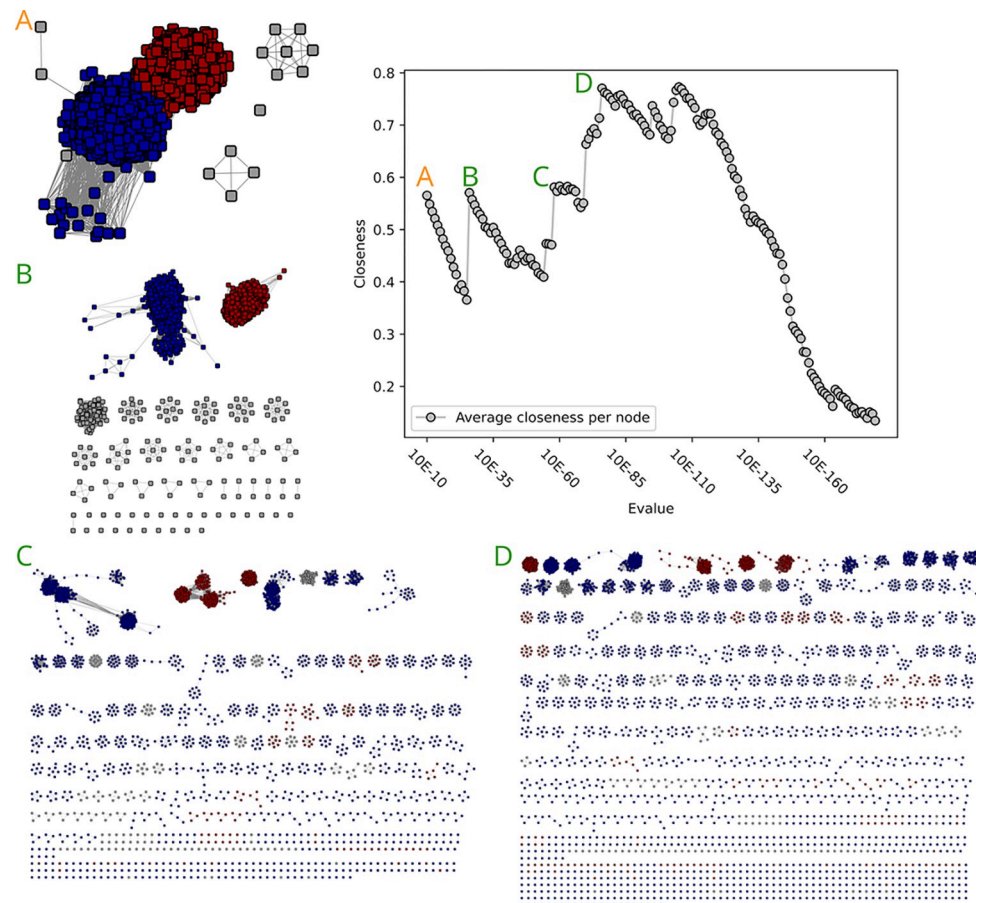 A
B
0.8
0.7
0.6
0.5
0.4
0.3
0.2
Closeness
A
B
C
D
Average closeness per node
10E-10
10E-35
10E-60
10E-85
10E-110
10E-135
10E-160
Evalue
C
D